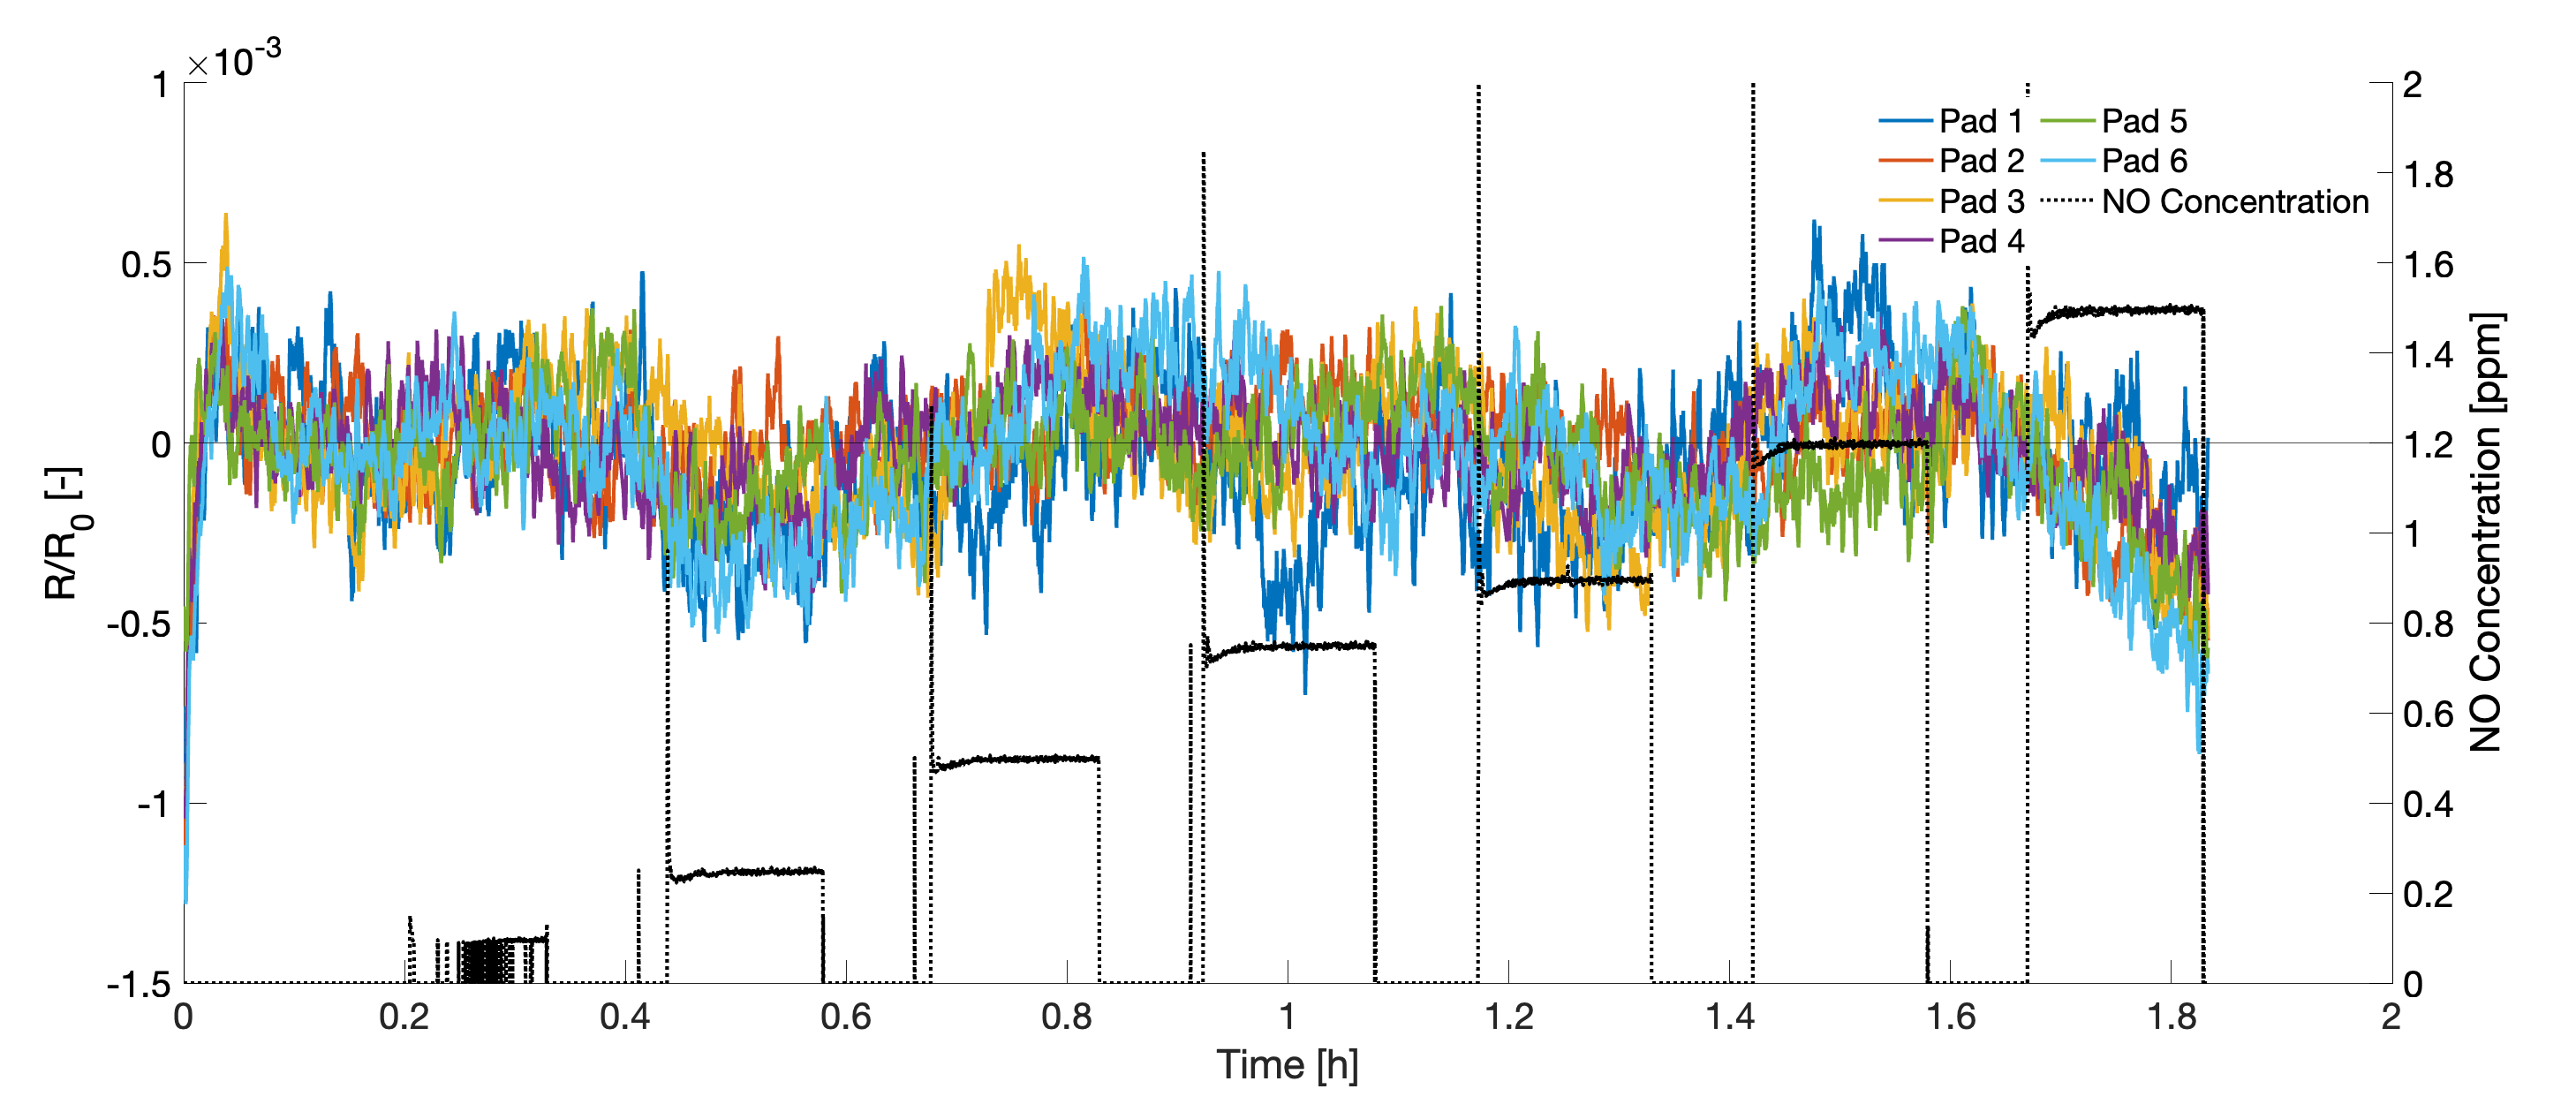 ×10-3
1
0.5
0
-0.5
-1
-1.5
R/R0 [-]
2
1.8
1.6
1.4
1.2
1
0.8
0.6
0.4
0.2
0
NO Concentration [ppm]
Pad 1 Pad 5
Pad 2 Pad 6
Pad 3 NO Concentration
Pad 4
0 0.2 0.4 0.6 0.8 1 1.2 1.4 1.6 1.8 2
Time [h]